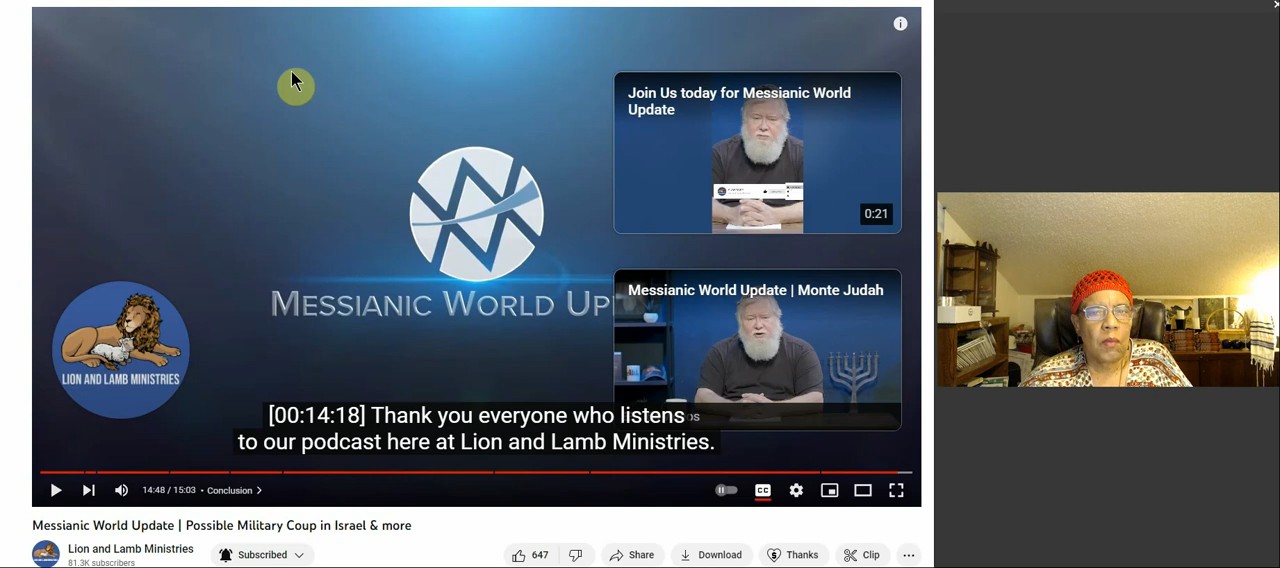 Join Us today for Messianic World
Update
0:21
MESSIANIC WORLD UP
Messianic World Update | Monte Judah
LION AND LAMB MINISTRIES
[00:14:18] Thank you everyone who listens
to our podcast here at Lion and Lamb Ministries.
14:48 / 15:03 • Conclusion
CC
Messianic World Update | Possible Military Coup in Israel & more
Lion and Lamb Ministries
81.3K subscribers
Subscribed
647
Share
Download
Thanks
Clip